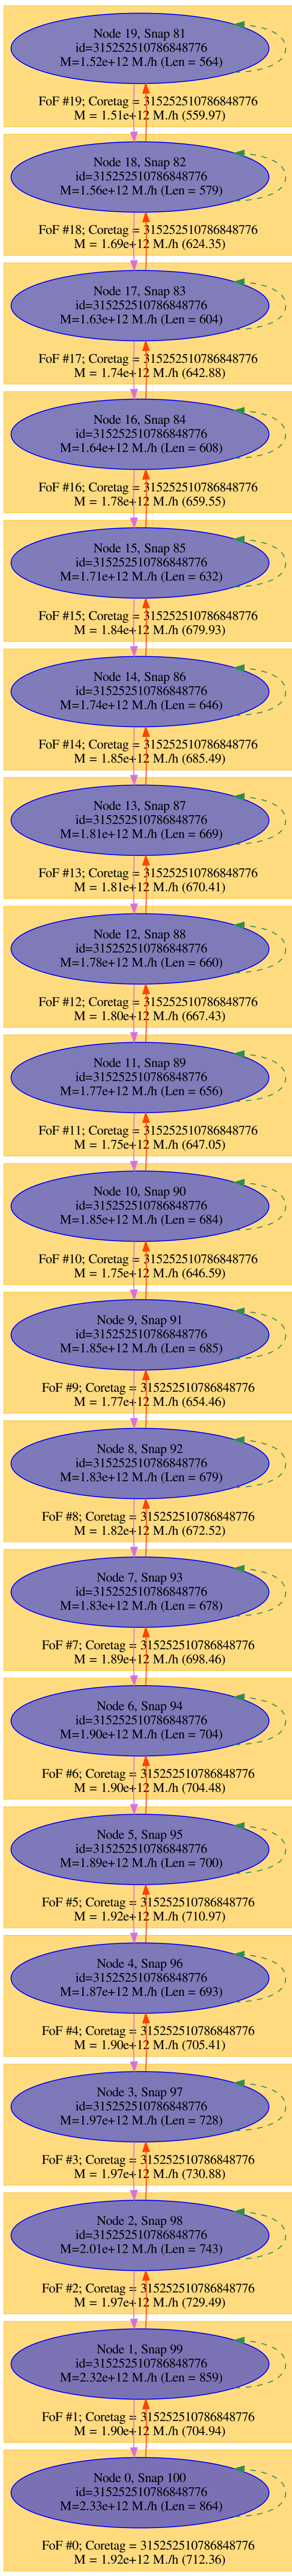 Node 19, Snap 81
id=315252510786848776
M=1.52e+12 M./h (Len = 564)
FoF #19; Coretag = 315252510786848776
M = 1.51e+12 M./h (559.97)
Node 18, Snap 82
id=315252510786848776
M=1.56e+12 M./h (Len = 579)
FoF #18; Coretag = 315252510786848776
M = 1.69e+12 M./h (624.35)
Node 17, Snap 83
id=315252510786848776
M=1.63e+12 M./h (Len = 604)
FoF #17; Coretag = 315252510786848776
M = 1.74e+12 M./h (642.88)
Node 16, Snap 84
id=315252510786848776
M=1.64e+12 M./h (Len = 608)
FoF #16; Coretag = 315252510786848776
M = 1.78e+12 M./h (659.55)
Node 15, Snap 85
id=315252510786848776
M=1.71e+12 M./h (Len = 632)
FoF #15; Coretag = 315252510786848776
M = 1.84e+12 M./h (679.93)
Node 14, Snap 86
id=315252510786848776
M=1.74e+12 M./h (Len = 646)
FoF #14; Coretag = 315252510786848776
M = 1.85e+12 M./h (685.49)
Node 13, Snap 87
id=315252510786848776
M=1.81e+12 M./h (Len = 669)
FoF #13; Coretag = 315252510786848776
M = 1.81e+12 M./h (670.41)
Node 12, Snap 88
id=315252510786848776
M=1.78e+12 M./h (Len = 660)
FoF #12; Coretag = 315252510786848776
M = 1.80e+12 M./h (667.43)
Node 11, Snap 89
id=315252510786848776
M=1.77e+12 M./h (Len = 656)
FoF #11; Coretag = 315252510786848776
M = 1.75e+12 M./h (647.05)
Node 10, Snap 90
id=315252510786848776
M=1.85e+12 M./h (Len = 684)
FoF #10; Coretag = 315252510786848776
M = 1.75e+12 M./h (646.59)
Node 9, Snap 91
id=315252510786848776
M=1.85e+12 M./h (Len = 685)
FoF #9; Coretag = 315252510786848776
M = 1.77e+12 M./h (654.46)
Node 8, Snap 92
id=315252510786848776
M=1.83e+12 M./h (Len = 679)
FoF #8; Coretag = 315252510786848776
M = 1.82e+12 M./h (672.52)
Node 7, Snap 93
id=315252510786848776
M=1.83e+12 M./h (Len = 678)
FoF #7; Coretag = 315252510786848776
M = 1.89e+12 M./h (698.46)
Node 6, Snap 94
id=315252510786848776
M=1.90e+12 M./h (Len = 704)
FoF #6; Coretag = 315252510786848776
M = 1.90e+12 M./h (704.48)
Node 5, Snap 95
id=315252510786848776
M=1.89e+12 M./h (Len = 700)
FoF #5; Coretag = 315252510786848776
M = 1.92e+12 M./h (710.97)
Node 4, Snap 96
id=315252510786848776
M=1.87e+12 M./h (Len = 693)
FoF #4; Coretag = 315252510786848776
M = 1.90e+12 M./h (705.41)
Node 3, Snap 97
id=315252510786848776
M=1.97e+12 M./h (Len = 728)
FoF #3; Coretag = 315252510786848776
M = 1.97e+12 M./h (730.88)
Node 2, Snap 98
id=315252510786848776
M=2.01e+12 M./h (Len = 743)
FoF #2; Coretag = 315252510786848776
M = 1.97e+12 M./h (729.49)
Node 1, Snap 99
id=315252510786848776
M=2.32e+12 M./h (Len = 859)
FoF #1; Coretag = 315252510786848776
M = 1.90e+12 M./h (704.94)
Node 0, Snap 100
id=315252510786848776
M=2.33e+12 M./h (Len = 864)
FoF #0; Coretag = 315252510786848776
M = 1.92e+12 M./h (712.36)